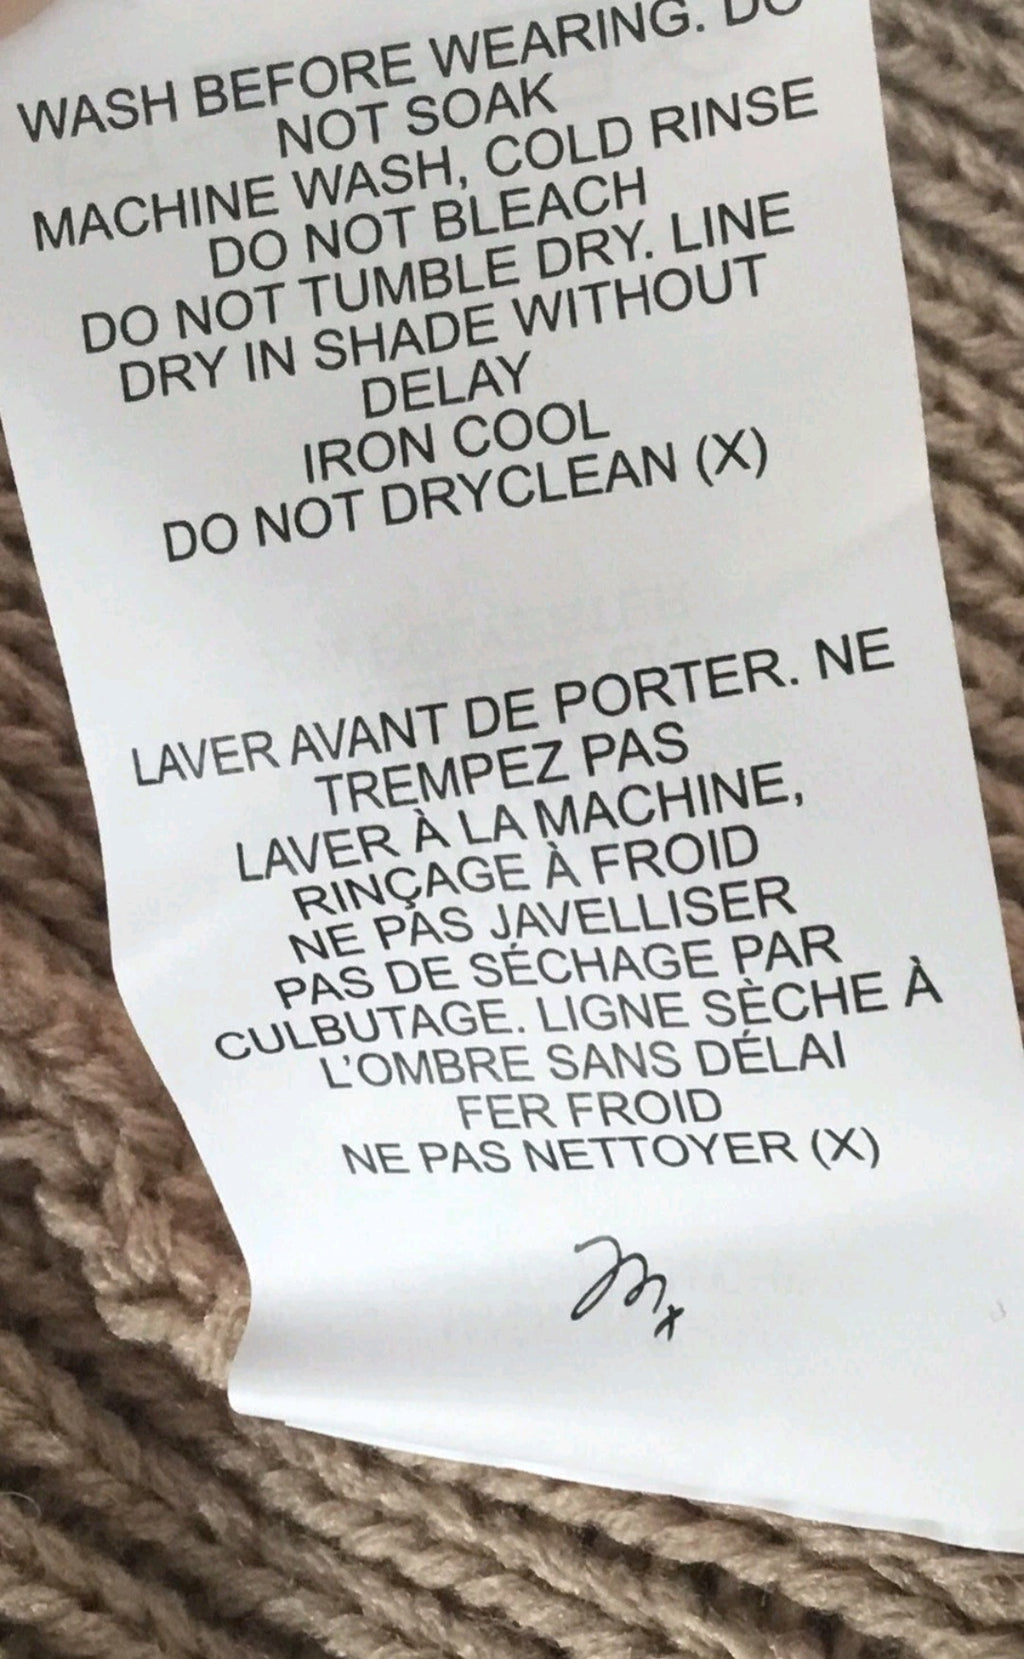 WASH BEFORE WEARING. DO
NOT SOAK
MACHINE WASH, COLD RINSE
DO NOT BLEACH
DO NOT TUMBLE DRY. LINE
DRY IN SHADE WITHOUT
DELAY
IRON COOL
DO NOT DRYCLEAN (X)
LAVER AVANT DE PORTER. NE
TREMPEZ PAS
LAVER À LA MACHINE,
RINÇAGE À FROID
NE PAS JAVELLISER
PAS DE SÉCHAGE PAR
CULBUTAGE. LIGNE SÈCHE À
L'OMBRE SANS DÉLAI
FER FROID
NE PAS NETTOYER (X)